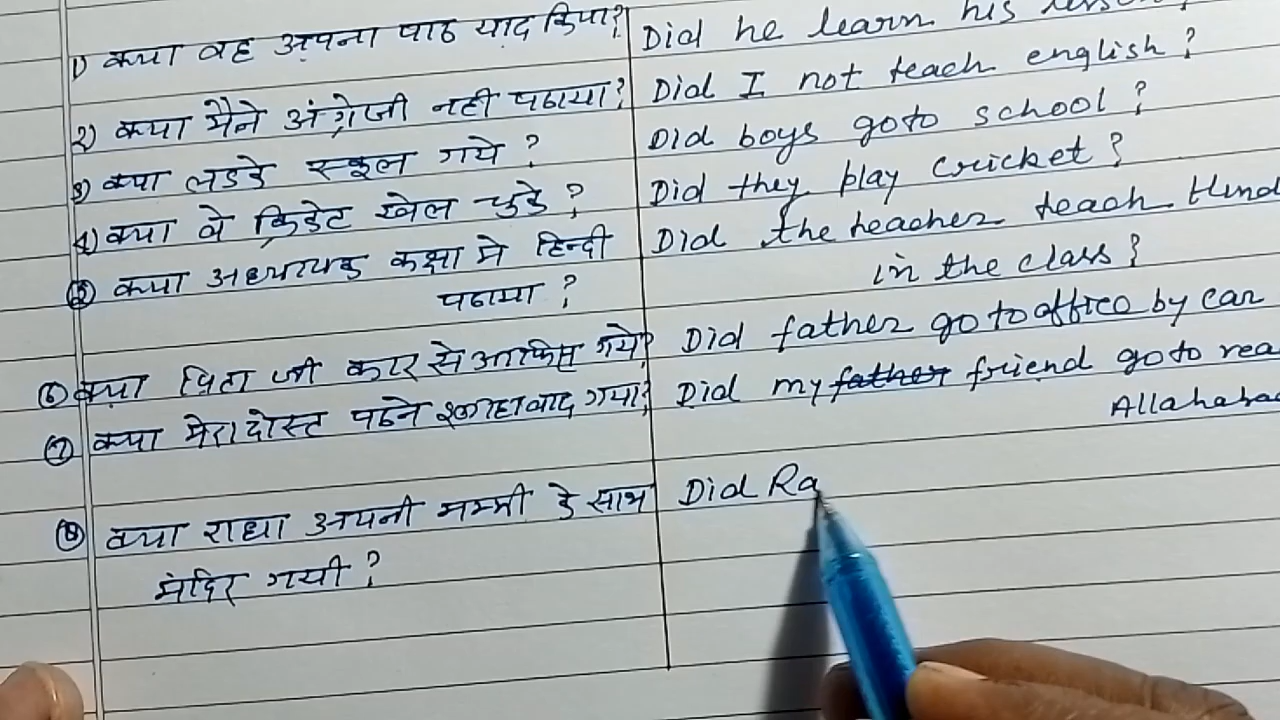 1) क्या वह अपना पाठ याद किया? Did he learn his lesson?
2) क्या मैने अंग्रेजी नही पढाया? Did I not teach english?
3) क्या लडके स्कूल गये? Did boys go to school?
4) क्या वे क्रिकेट खेल चुके? Did they play cricket?
5) क्या अध्यापक कक्षा मे हिन्दी Did the teacher teach Hind
पढाया? in the class?
6) क्या पिता जी कार से आफिस गये? Did father go to office by car
7) क्या मेरा दोस्त पढने इलाहाबाद गया? Did my father friend go to rea
Allahaba
8) क्या राधा अपनी मम्मी के साथ Did Ra
मंदिर गयी?